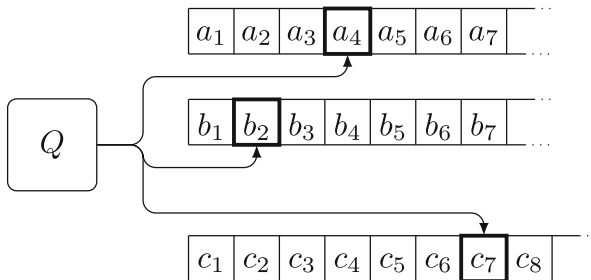 a₁ a₂ a₃ a₄ a₅ a₆ a₇ ...
Q
b₁ b₂ b₃ b₄ b₅ b₆ b₇ ...
c₁ c₂ c₃ c₄ c₅ c₆ c₇ c₈ ...